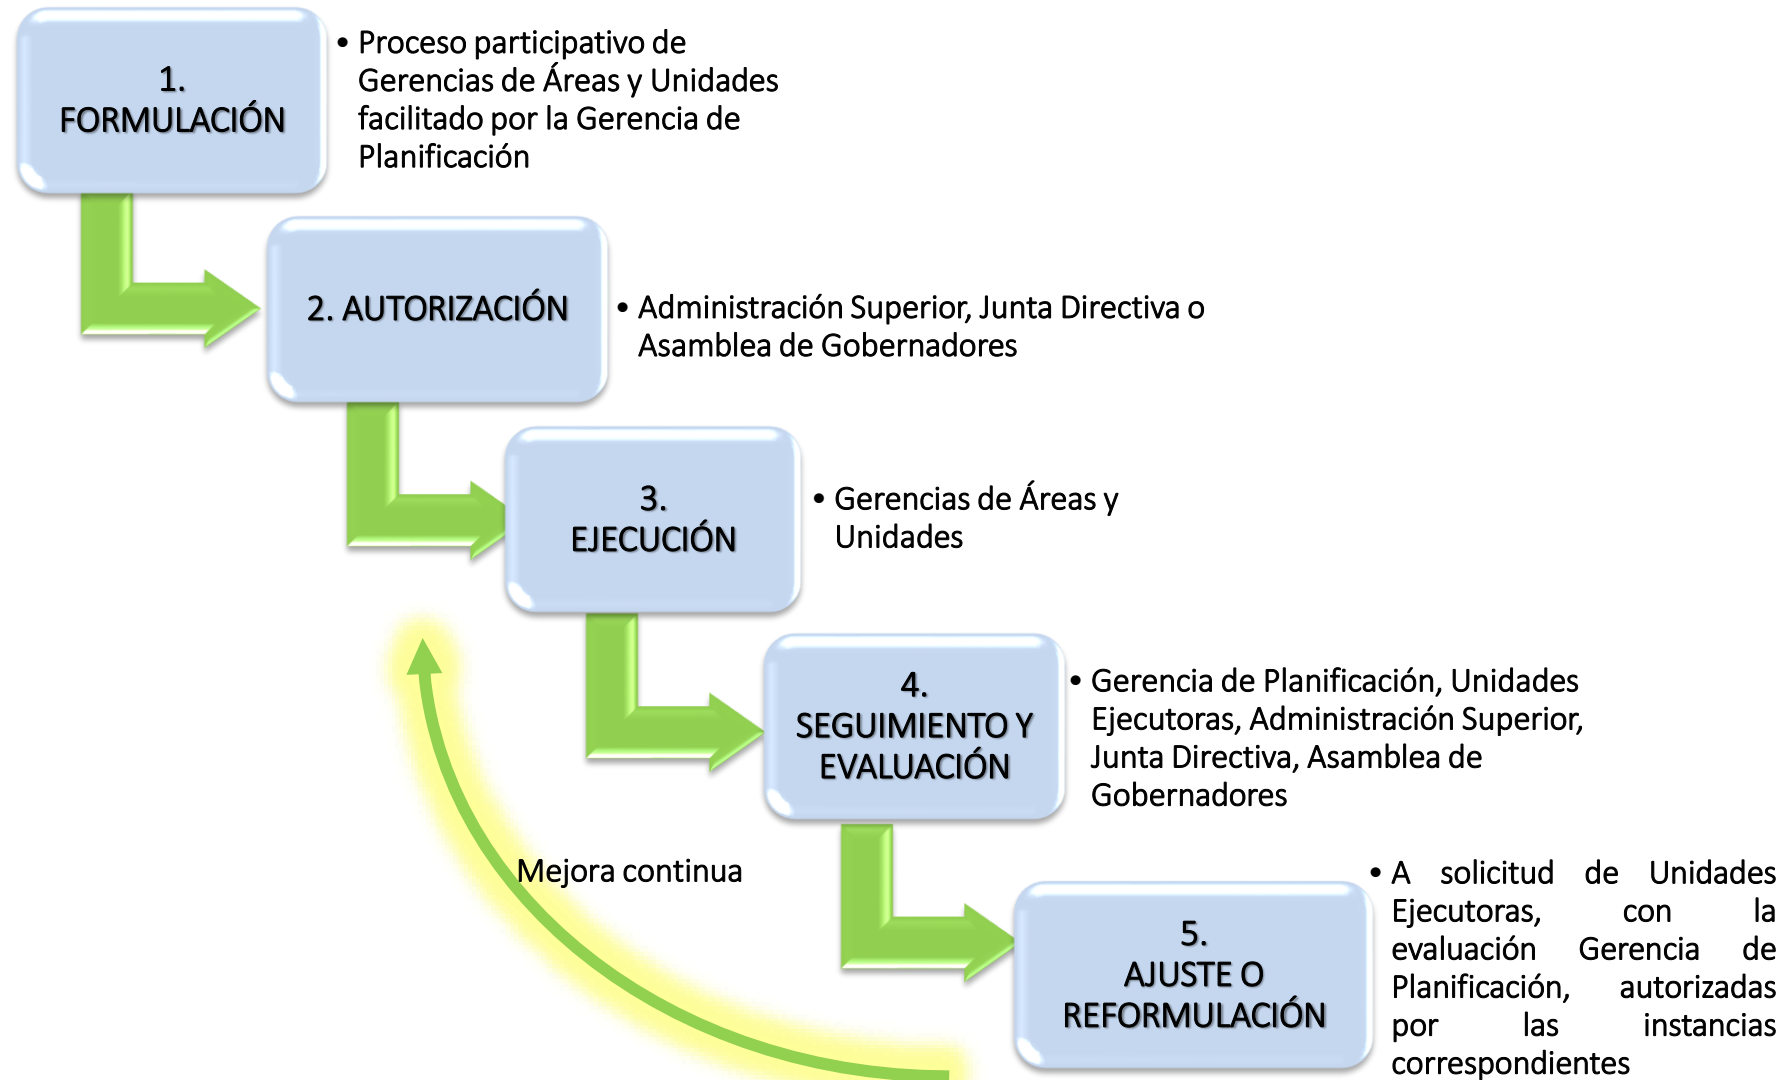 1.
FORMULACIÓN
• Proceso participativo de
Gerencias de Áreas y Unidades
facilitado por la Gerencia de
Planificación
2. AUTORIZACIÓN
• Administración Superior, Junta Directiva o
Asamblea de Gobernadores
3.
EJECUCIÓN
• Gerencias de Áreas y
Unidades
4.
SEGUIMIENTO Y
EVALUACIÓN
• Gerencia de Planificación, Unidades
Ejecutoras, Administración Superior,
Junta Directiva, Asamblea de
Gobernadores
Mejora continua
5.
AJUSTE O
REFORMULACIÓN
• A solicitud de Unidades
Ejecutoras, con la
evaluación Gerencia de
Planificación, autorizadas
por las instancias
correspondientes